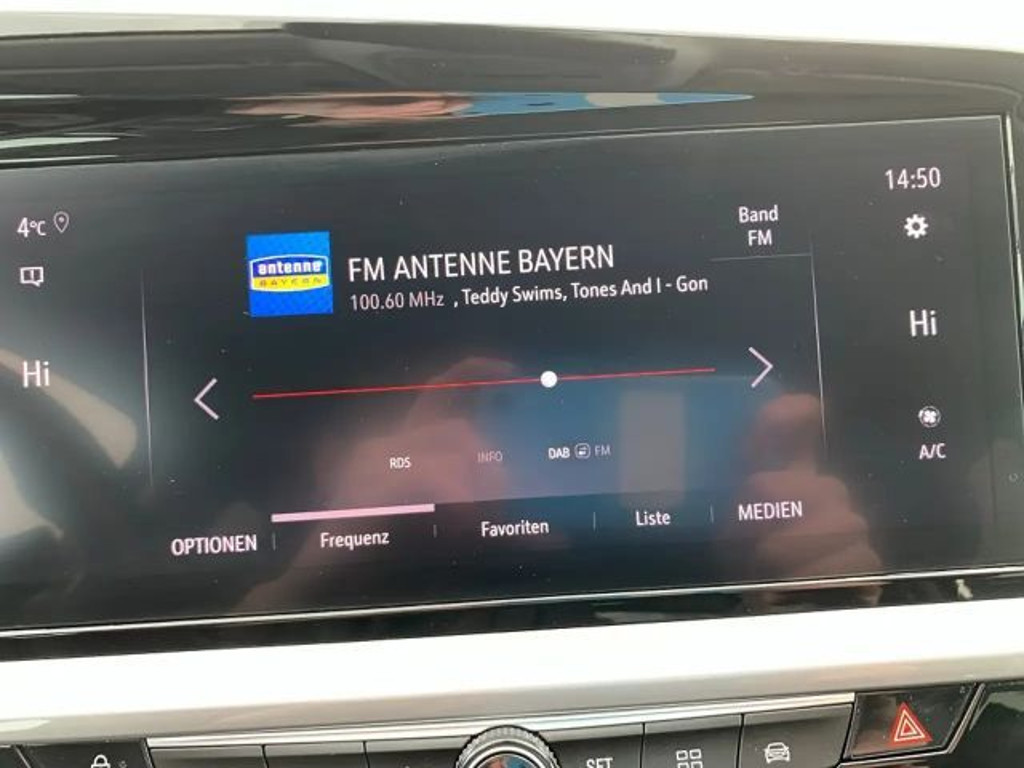 14:50
4°C
Band
FM
antenne
BAYERN
FM ANTENNE BAYERN
100.60 MHz , Teddy Swims, Tones And I - Gon
Hi
Hi
RDS
INFO
DAB FM
A/C
OPTIONEN
Frequenz
Favoriten
Liste
MEDIEN
SET